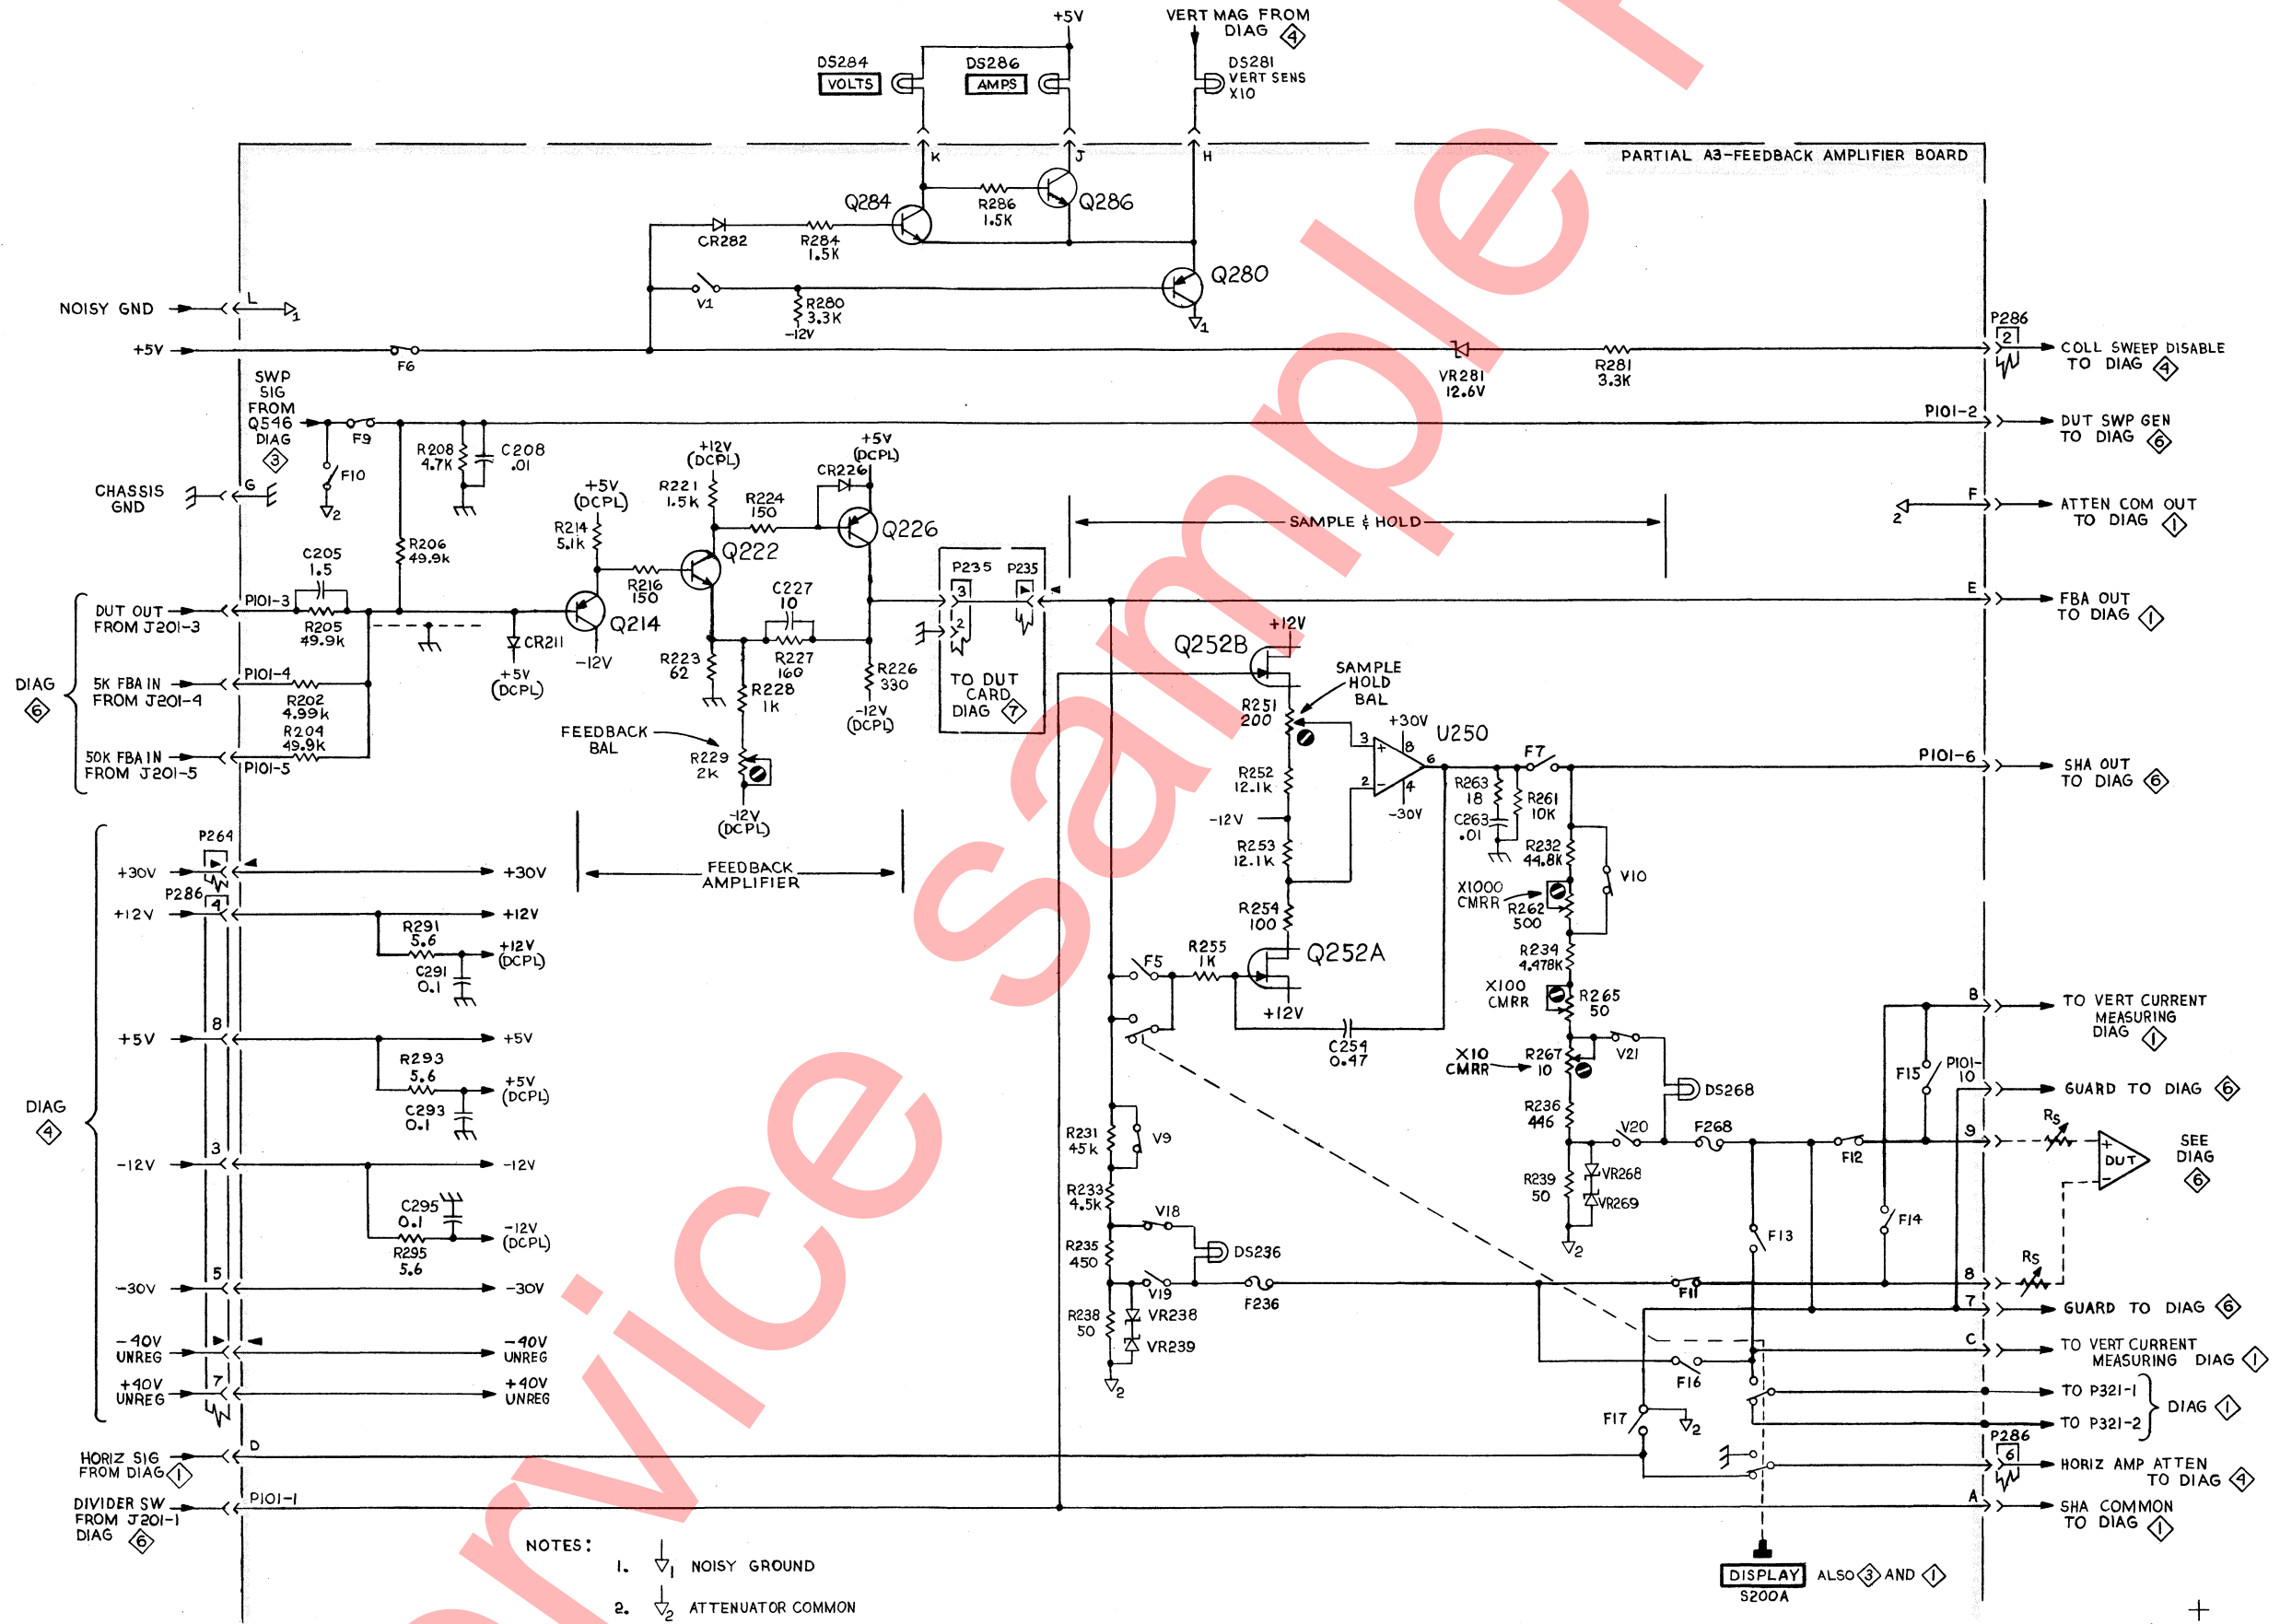 +5V
VERT MAG FROM
DIAG 4
DS284
VOLTS
DS286
AMPS
DS281
VERT SENS
X10
K
J
H
PARTIAL A3-FEEDBACK AMPLIFIER BOARD
Q284
R286
1.5K
Q286
CR282
R284
1.5K
Q280
V1
R280
3.3K
-12V
1
NOISY GND
L
1
+5V
F6
VR281
12.6V
R281
3.3K
P286
2
COLL SWEEP DISABLE
TO DIAG 4
SWP
SIG
FROM
Q546
DIAG
3
F9
F10
2
R208
4.7K
C208
.01
P101-2
DUT SWP GEN
TO DIAG 6
CHASSIS
GND
G
+12V
(DCPL)
R221
1.5K
+5V
(DCPL)
CR226
R224
150
Q226
+5V
(DCPL)
R214
5.1K
Q222
SAMPLE & HOLD
2
F
ATTEN COM OUT
TO DIAG 1
R206
49.9K
C205
1.5
R216
150
C227
10
P235
3
P235
2
DUT OUT
FROM J201-3
P101-3
R205
49.9K
Q214
CR211
+5V
(DCPL)
-12V
R223
62
R227
160
R226
330
-12V
(DCPL)
E
FBA OUT
TO DIAG 1
DIAG
6
5K FBA IN
FROM J201-4
P101-4
R202
4.99K
R204
49.9K
50K FBA IN
FROM J201-5
P101-5
R228
1K
FEEDBACK
BAL
R229
2K
-12V
(DCPL)
TO DUT
CARD
DIAG 7
Q252B
+12V
SAMPLE
HOLD
BAL
R251
200
+30V
U250
3
+
8
6
2
-
4
-30V
R252
12.1K
-12V
R253
12.1K
F7
R263
18
R261
10K
C263
.01
P101-6
SHA OUT
TO DIAG 6
FEEDBACK
AMPLIFIER
R232
44.8K
V10
X1000
CMRR
R262
500
R254
100
R255
1K
Q252A
F5
+12V
C254
0.47
R234
4.478K
X100
CMRR
R265
50
X10
CMRR
R267
10
V21
DS268
R236
446
V20
F268
R239
50
VR268
VR269
2
DIAG
4
P264
+30V
+30V
P286
4
+12V
+12V
R291
5.6
+12V
(DCPL)
C291
0.1
8
+5V
+5V
R293
5.6
+5V
(DCPL)
C293
0.1
3
-12V
-12V
C295
0.1
-12V
(DCPL)
R295
5.6
5
-30V
-30V
-40V
UNREG
-40V
UNREG
+40V
UNREG
7
+40V
UNREG
R231
45K
V9
R233
4.5K
V18
R235
450
DS236
V19
F236
R238
50
VR238
VR239
2
B
TO VERT CURRENT
MEASURING
DIAG 1
F15
P101-
10
GUARD TO DIAG 6
F12
9
RS
+
DUT
-
SEE
DIAG
6
F13
F14
RS
F11
8
7
GUARD TO DIAG 6
C
TO VERT CURRENT
MEASURING DIAG 1
F16
TO P321-1
TO P321-2
DIAG 1
F17
2
P286
6
HORIZ AMP ATTEN
TO DIAG 4
HORIZ SIG
FROM DIAG 1
D
DIVIDER SW
FROM J201-1
DIAG 6
P101-1
A
SHA COMMON
TO DIAG 1
DISPLAY
S200A
ALSO 3 AND 1
NOTES:
1. 1 NOISY GROUND
2. 2 ATTENUATOR COMMON
service sample